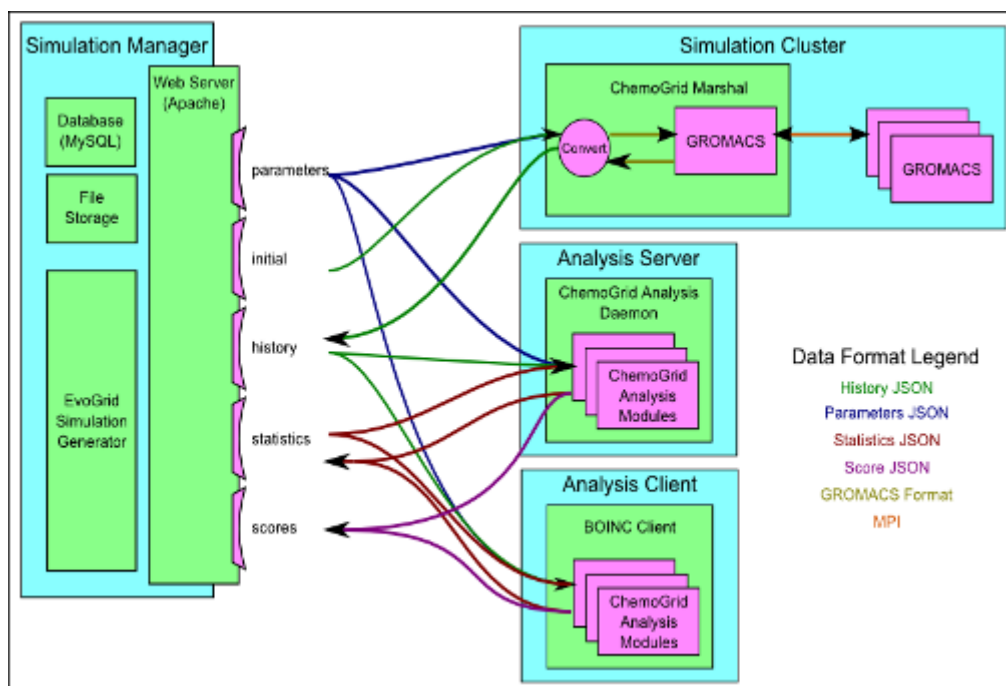 Simulation Manager
Web Server
(Apache)
Database
(MySQL)
File
Storage
EvoGrid
Simulation
Generator
parameters
initial
history
statistics
scores
Simulation Cluster
ChemoGrid Marshal
Convert
GROMACS
GROMACS
Analysis Server
ChemoGrid Analysis
Daemon
ChemoGrid
Analysis
Modules
Analysis Client
BOINC Client
ChemoGrid
Analysis
Modules
Data Format Legend
History JSON
Parameters JSON
Statistics JSON
Score JSON
GROMACS Format
MPI